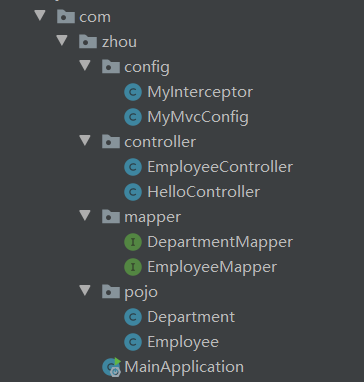 com
zhou
config
MyInterceptor
MyMvcConfig
controller
EmployeeController
HelloController
mapper
DepartmentMapper
EmployeeMapper
pojo
Department
Employee
MainApplication